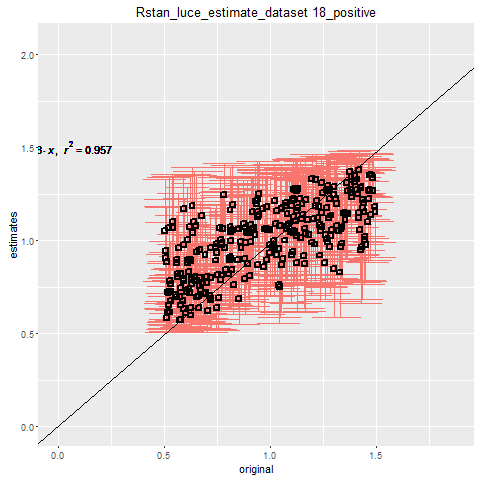 Rstan_luce_estimate_dataset 18_positive
2.0
3· x, r² = 0.957
1.5
1.0
0.5
0.0
estimates
0.0 0.5 1.0 1.5
original